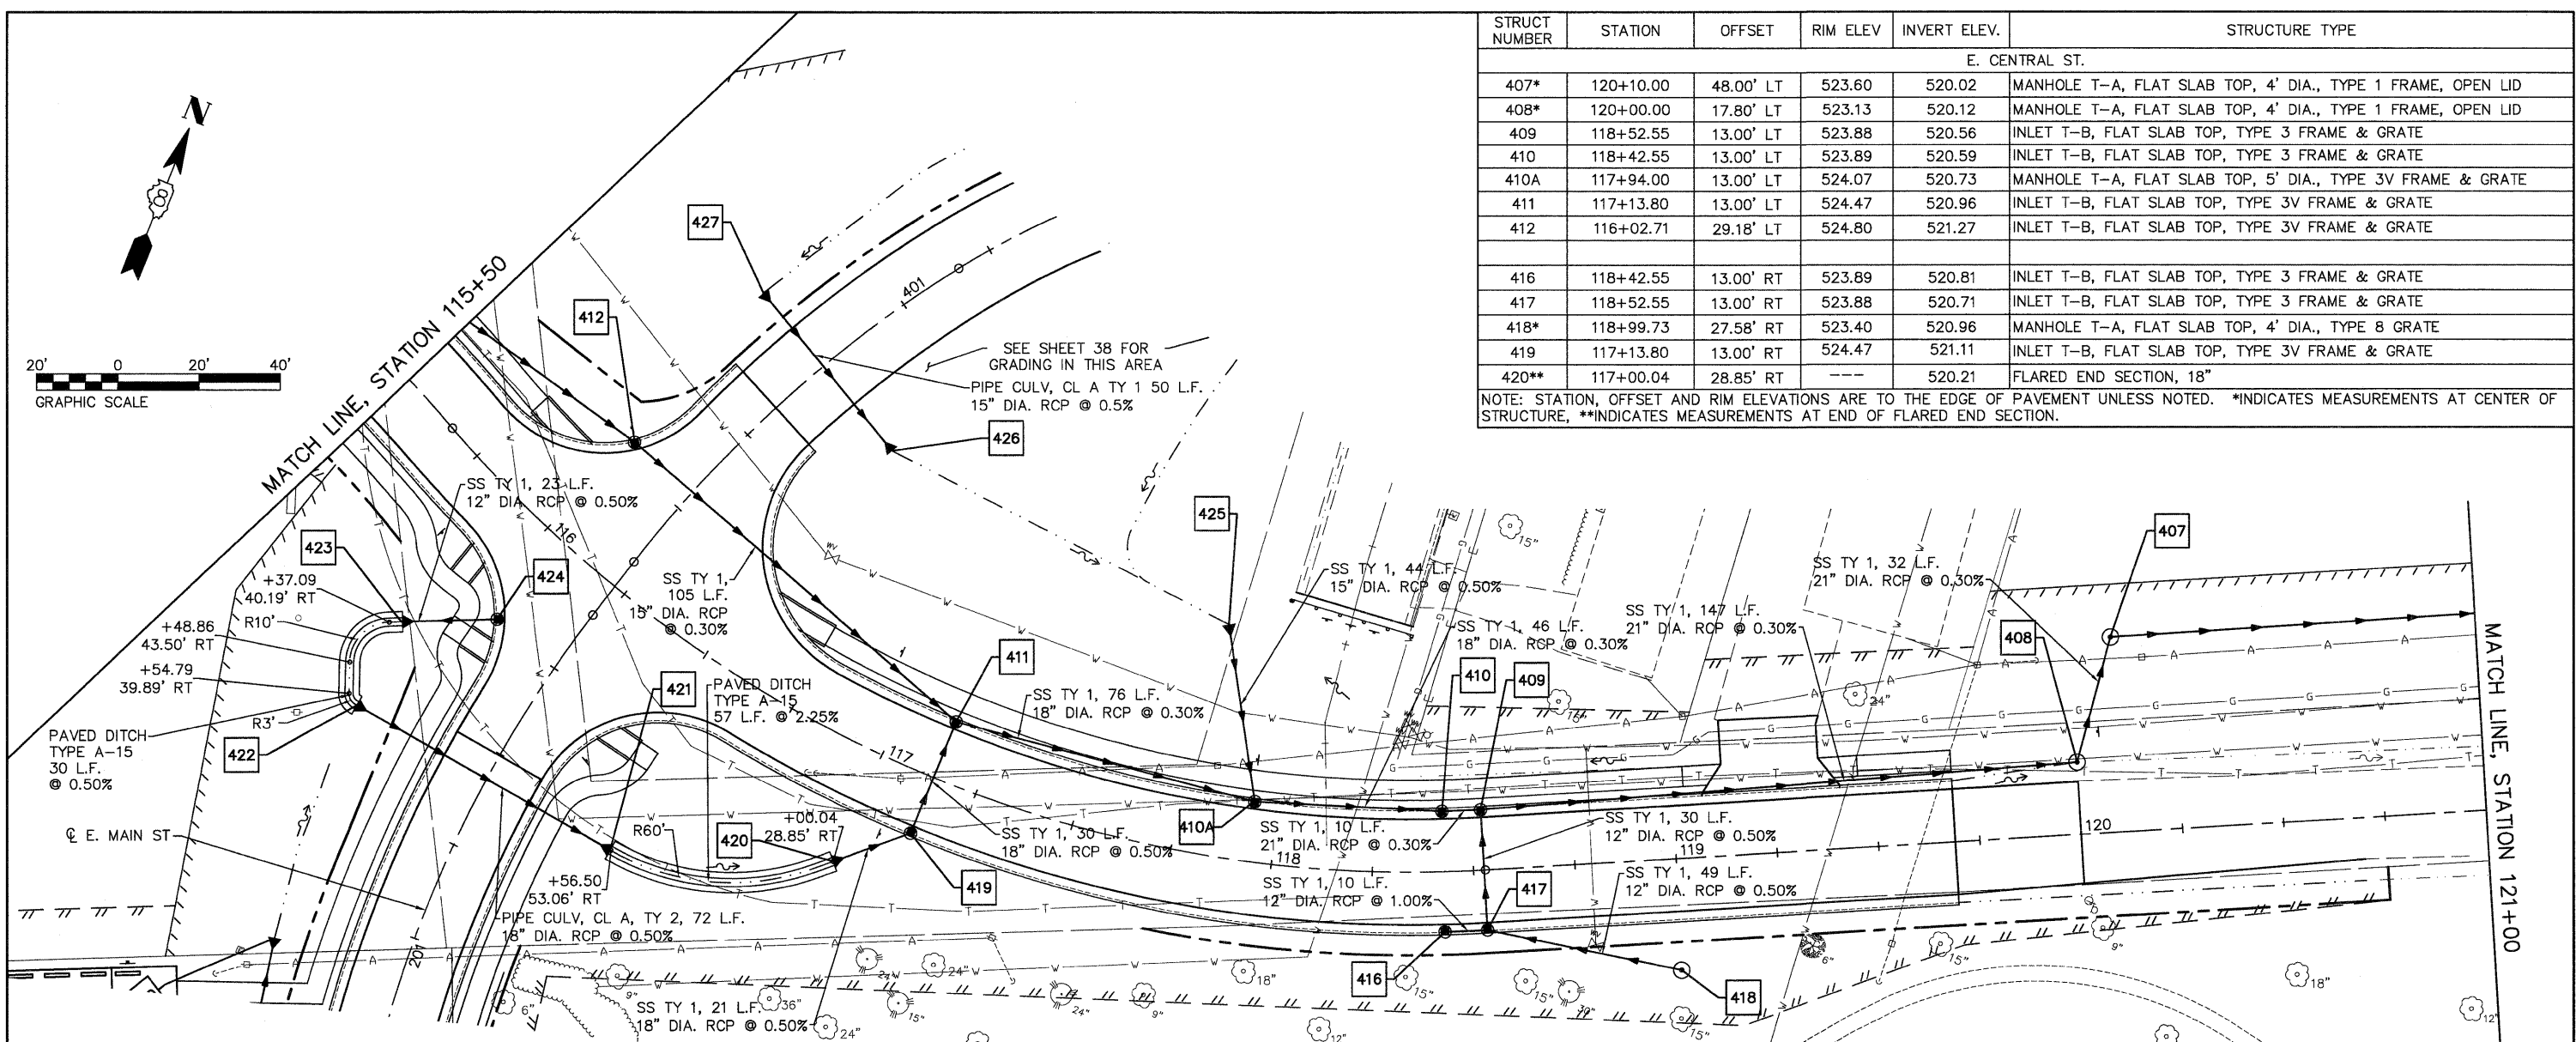 STRUCT NUMBER STATION OFFSET RIM ELEV INVERT ELEV. STRUCTURE TYPE
E. CENTRAL ST.
407* 120+10.00 48.00' LT 523.60 520.02 MANHOLE T-A, FLAT SLAB TOP, 4' DIA., TYPE 1 FRAME, OPEN LID
408* 120+00.00 17.80' LT 523.13 520.12 MANHOLE T-A, FLAT SLAB TOP, 4' DIA., TYPE 1 FRAME, OPEN LID
409 118+52.55 13.00' LT 523.88 520.56 INLET T-B, FLAT SLAB TOP, TYPE 3 FRAME & GRATE
410 118+42.55 13.00' LT 523.89 520.59 INLET T-B, FLAT SLAB TOP, TYPE 3 FRAME & GRATE
410A 117+94.00 13.00' LT 524.07 520.73 MANHOLE T-A, FLAT SLAB TOP, 5' DIA., TYPE 3V FRAME & GRATE
411 117+13.80 13.00' LT 524.47 520.96 INLET T-B, FLAT SLAB TOP, TYPE 3V FRAME & GRATE
412 116+02.71 29.18' LT 524.80 521.27 INLET T-B, FLAT SLAB TOP, TYPE 3V FRAME & GRATE
416 118+42.55 13.00' RT 523.89 520.81 INLET T-B, FLAT SLAB TOP, TYPE 3 FRAME & GRATE
417 118+52.55 13.00' RT 523.88 520.71 INLET T-B, FLAT SLAB TOP, TYPE 3 FRAME & GRATE
418* 118+99.73 27.58' RT 523.40 520.96 MANHOLE T-A, FLAT SLAB TOP, 4' DIA., TYPE 8 GRATE
419 117+13.80 13.00' RT 524.47 521.11 INLET T-B, FLAT SLAB TOP, TYPE 3V FRAME & GRATE
420** 117+00.04 28.85' RT --- 520.21 FLARED END SECTION, 18"
NOTE: STATION, OFFSET AND RIM ELEVATIONS ARE TO THE EDGE OF PAVEMENT UNLESS NOTED. *INDICATES MEASUREMENTS AT CENTER OF
STRUCTURE, **INDICATES MEASUREMENTS AT END OF FLARED END SECTION.
N
20' 0 20' 40'
GRAPHIC SCALE
MATCH LINE, STATION 115+50
427
412
401
SEE SHEET 38 FOR
GRADING IN THIS AREA
PIPE CULV, CL A TY 1 50 L.F.
15" DIA. RCP @ 0.5%
426
SS TY 1, 23 L.F.
12" DIA. RCP @ 0.50%
423
424
116
+37.09
40.19' RT
R10'
+48.86
43.50' RT
+54.79
39.89' RT
R3'
PAVED DITCH
TYPE A-15
30 L.F.
@ 0.50%
422
℄ E. MAIN ST
201
SS TY 1,
105 L.F.
15" DIA. RCP
@ 0.30%
421
PAVED DITCH
TYPE A-15
57 L.F. @ 2.25%
R60'
420
+00.04
28.85' RT
+56.50
53.06' RT
PIPE CULV, CL A, TY 2, 72 L.F.
18" DIA. RCP @ 0.50%
SS TY 1, 21 L.F.
18" DIA. RCP @ 0.50%
411
SS TY 1, 76 L.F.
18" DIA. RCP @ 0.30%
117
SS TY 1, 30 L.F.
18" DIA. RCP @ 0.50%
419
425
SS TY 1, 44 L.F.
15" DIA. RCP @ 0.50%
SS TY 1, 46 L.F.
18" DIA. RCP @ 0.30%
410
409
410A
SS TY 1, 10 L.F.
21" DIA. RCP @ 0.30%
118
SS TY 1, 10 L.F.
12" DIA. RCP @ 1.00%
416
417
SS TY 1, 147 L.F.
21" DIA. RCP @ 0.30%
SS TY 1, 32 L.F.
21" DIA. RCP @ 0.30%
407
408
SS TY 1, 30 L.F.
12" DIA. RCP @ 0.50%
119
120
SS TY 1, 49 L.F.
12" DIA. RCP @ 0.50%
418
MATCH LINE, STATION 121+00
15"
24"
6"
9"
36"
24"
24"
15"
24"
9"
18"
12"
15"
15"
15"
6"
15"
9"
18"
12"